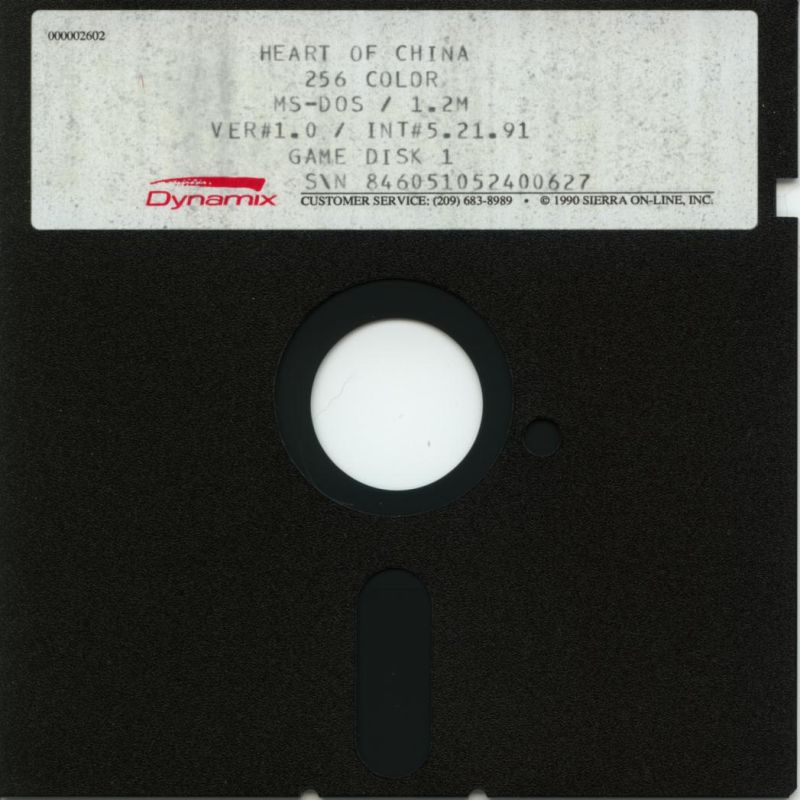 000002602
HEART OF CHINA
256 COLOR
MS-DOS / 1.2M
VER#1.0 / INT#5.21.91
GAME DISK 1
S\N 846051052400627
Dynamix
CUSTOMER SERVICE: (209) 683-8989 • © 1990 SIERRA ON-LINE, INC.